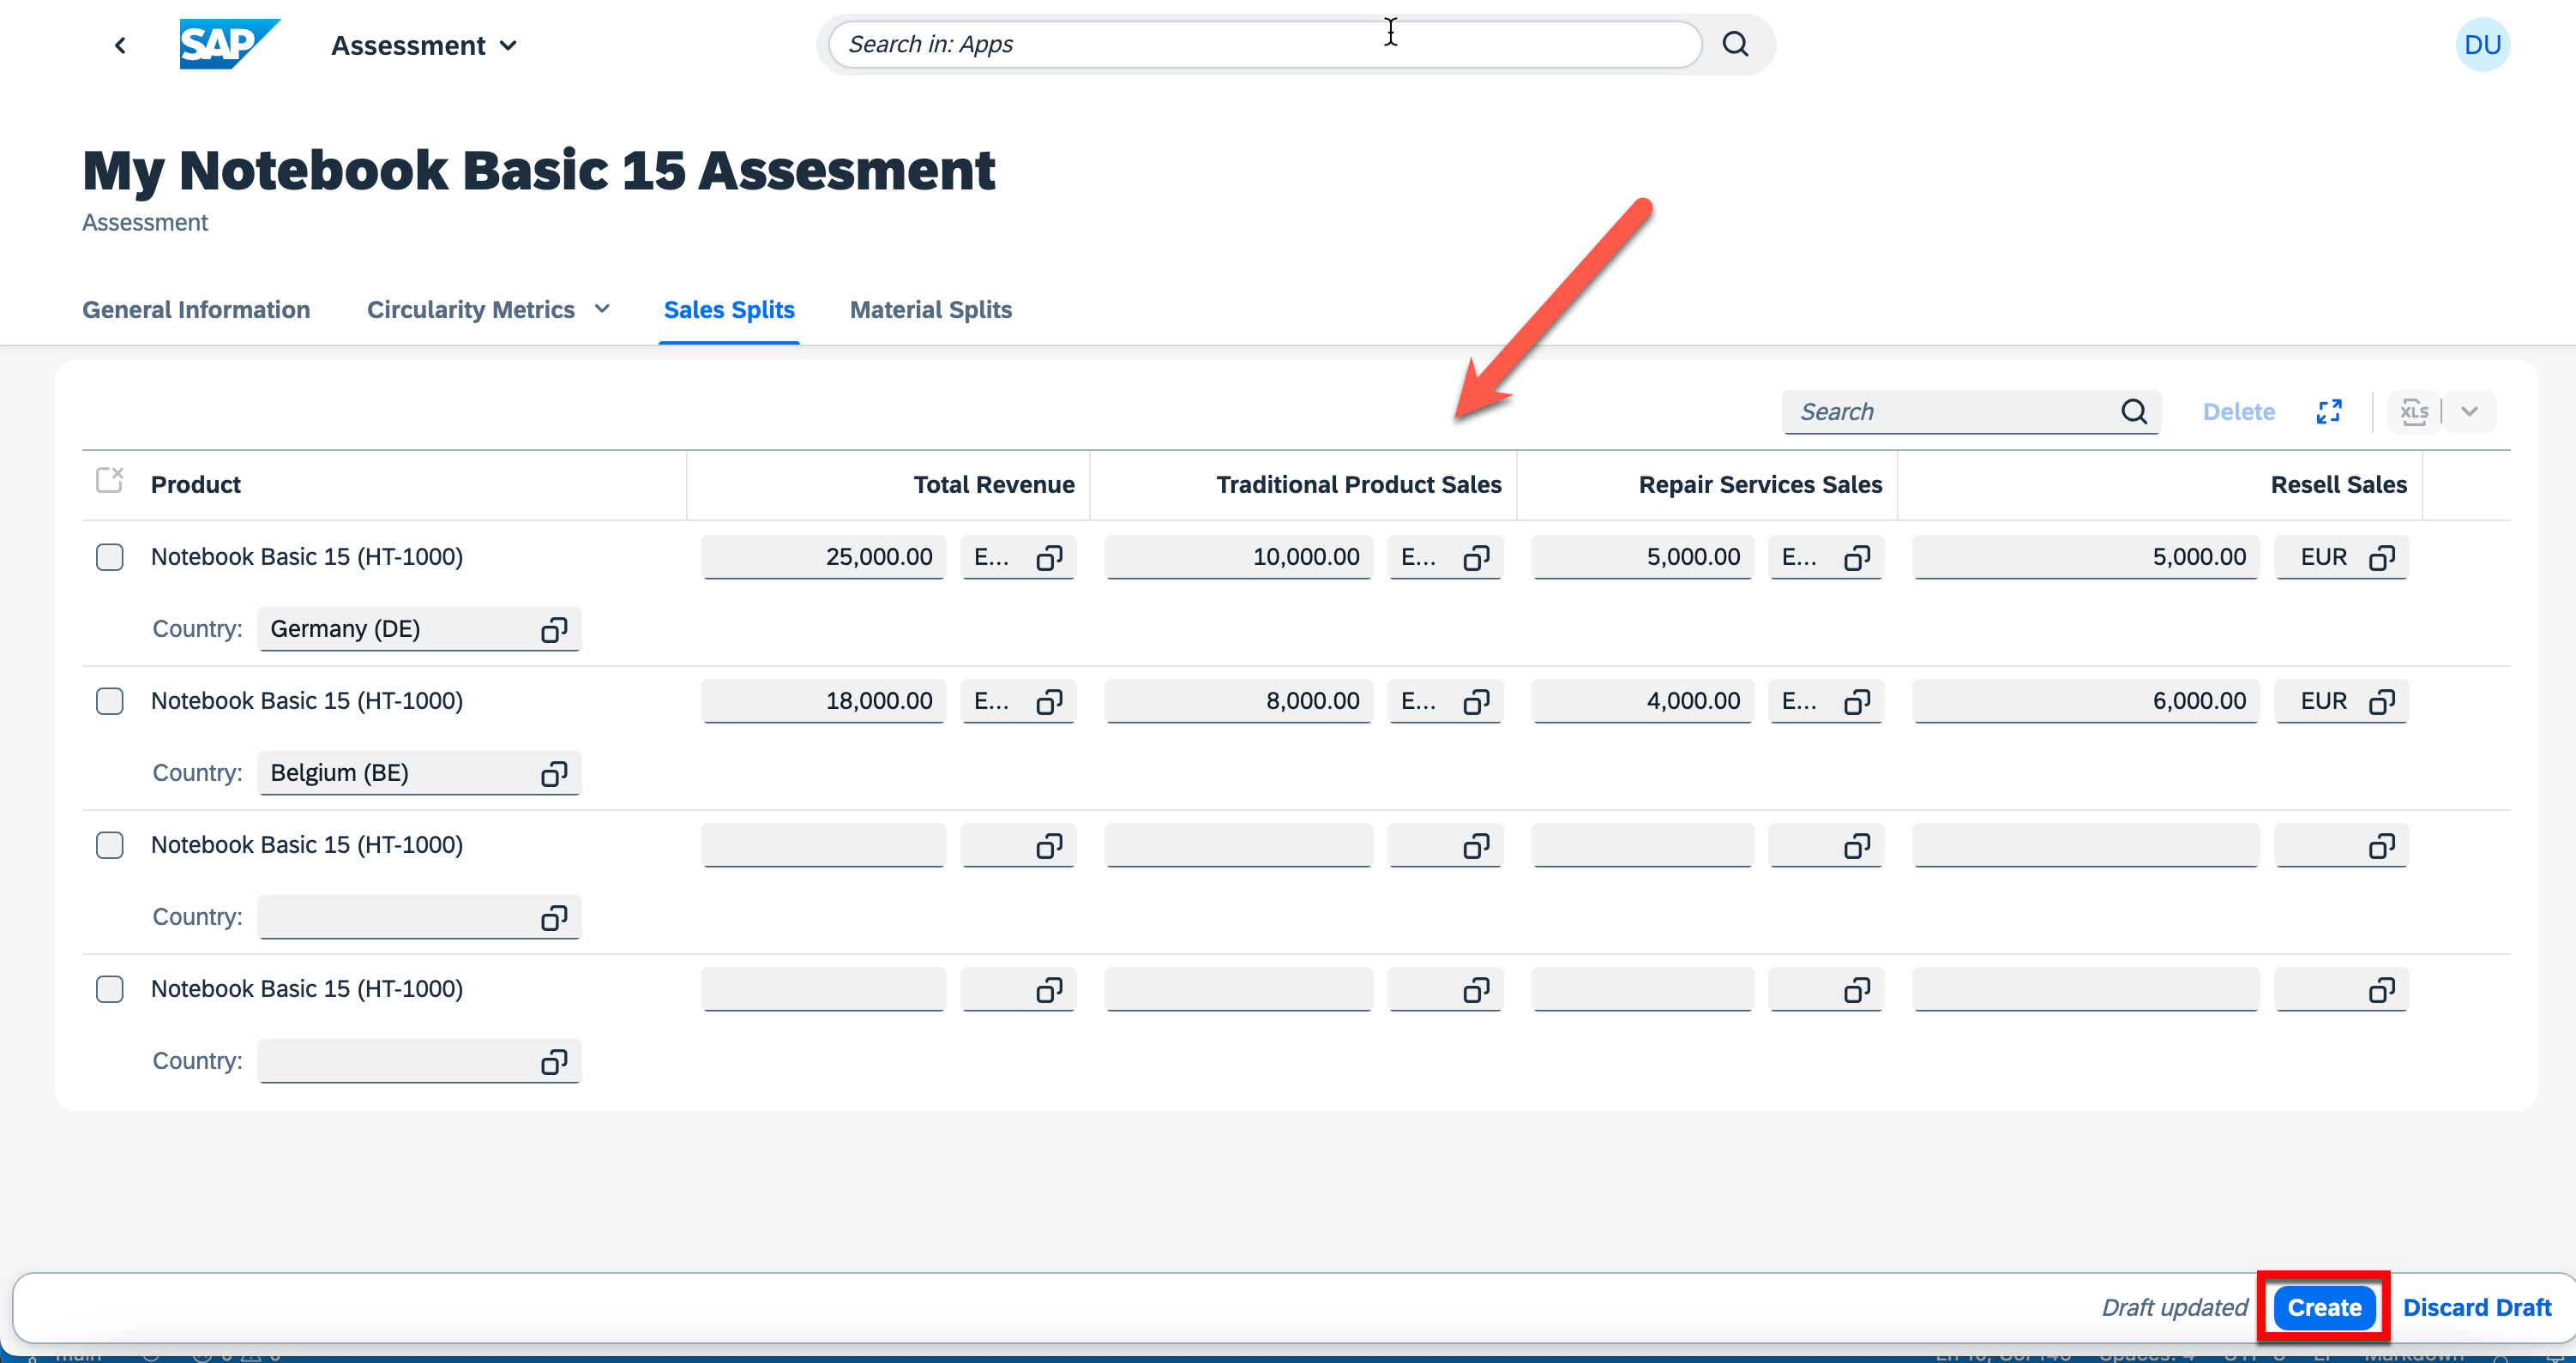 SAP Assessment Search in: Apps DU
My Notebook Basic 15 Assesment
Assessment
General Information Circularity Metrics Sales Splits Material Splits
Search Delete XLS
Product Total Revenue Traditional Product Sales Repair Services Sales Resell Sales
Notebook Basic 15 (HT-1000) 25,000.00 E... 10,000.00 E... 5,000.00 E... 5,000.00 EUR
Country: Germany (DE)
Notebook Basic 15 (HT-1000) 18,000.00 E... 8,000.00 E... 4,000.00 E... 6,000.00 EUR
Country: Belgium (BE)
Notebook Basic 15 (HT-1000)
Country:
Notebook Basic 15 (HT-1000)
Country:
Draft updated Create Discard Draft